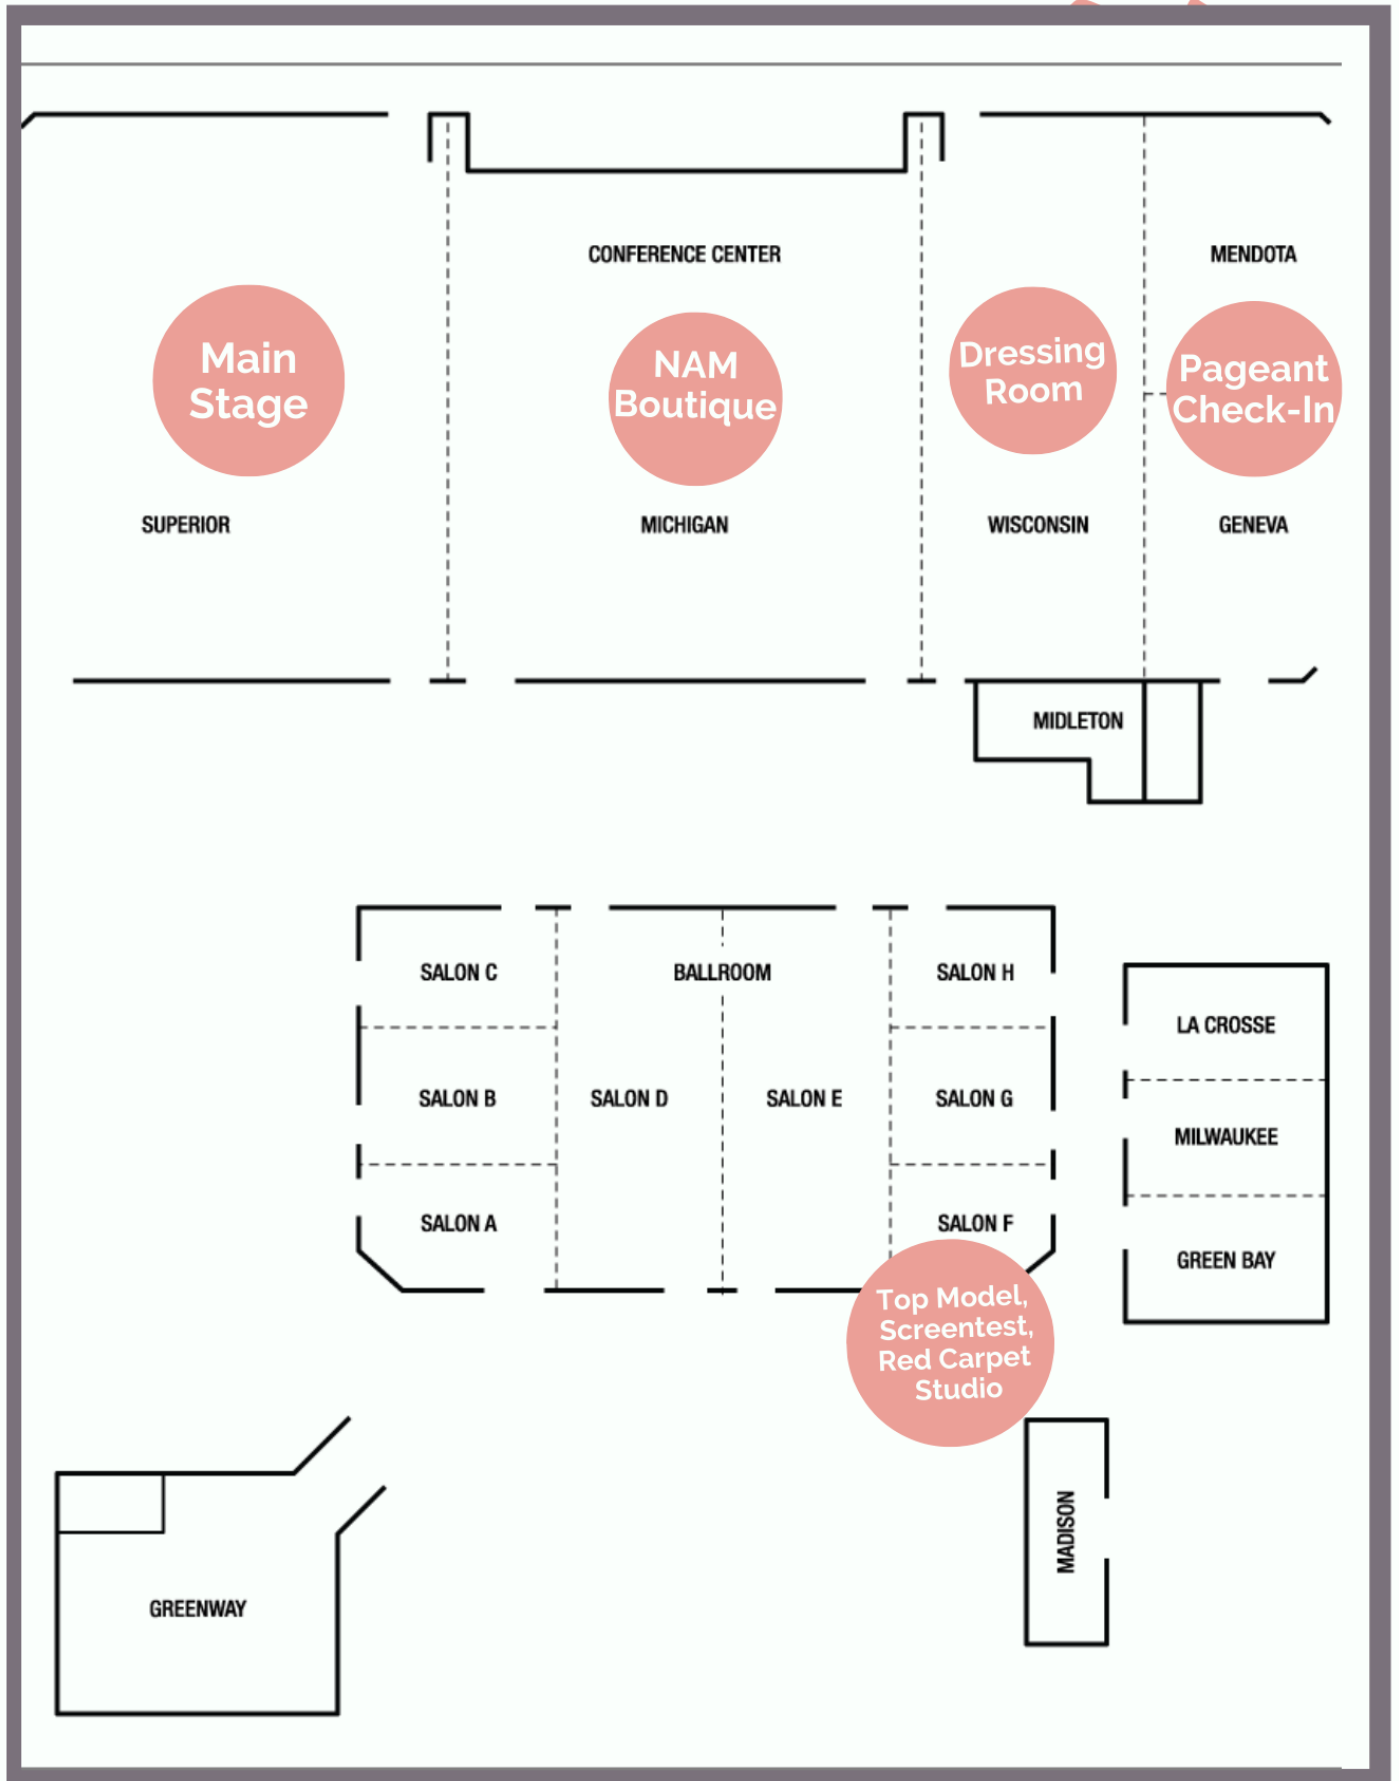 CONFERENCE CENTER
MENDOTA
Main
Stage
NAM
Boutique
Dressing
Room
Pageant
Check-In
SUPERIOR
MICHIGAN
WISCONSIN
GENEVA
MIDLETON
SALON C
BALLROOM
SALON H
LA CROSSE
SALON B
SALON D
SALON E
SALON G
MILWAUKEE
SALON A
SALON F
GREEN BAY
Top Model,
Screentest,
Red Carpet
Studio
MADISON
GREENWAY